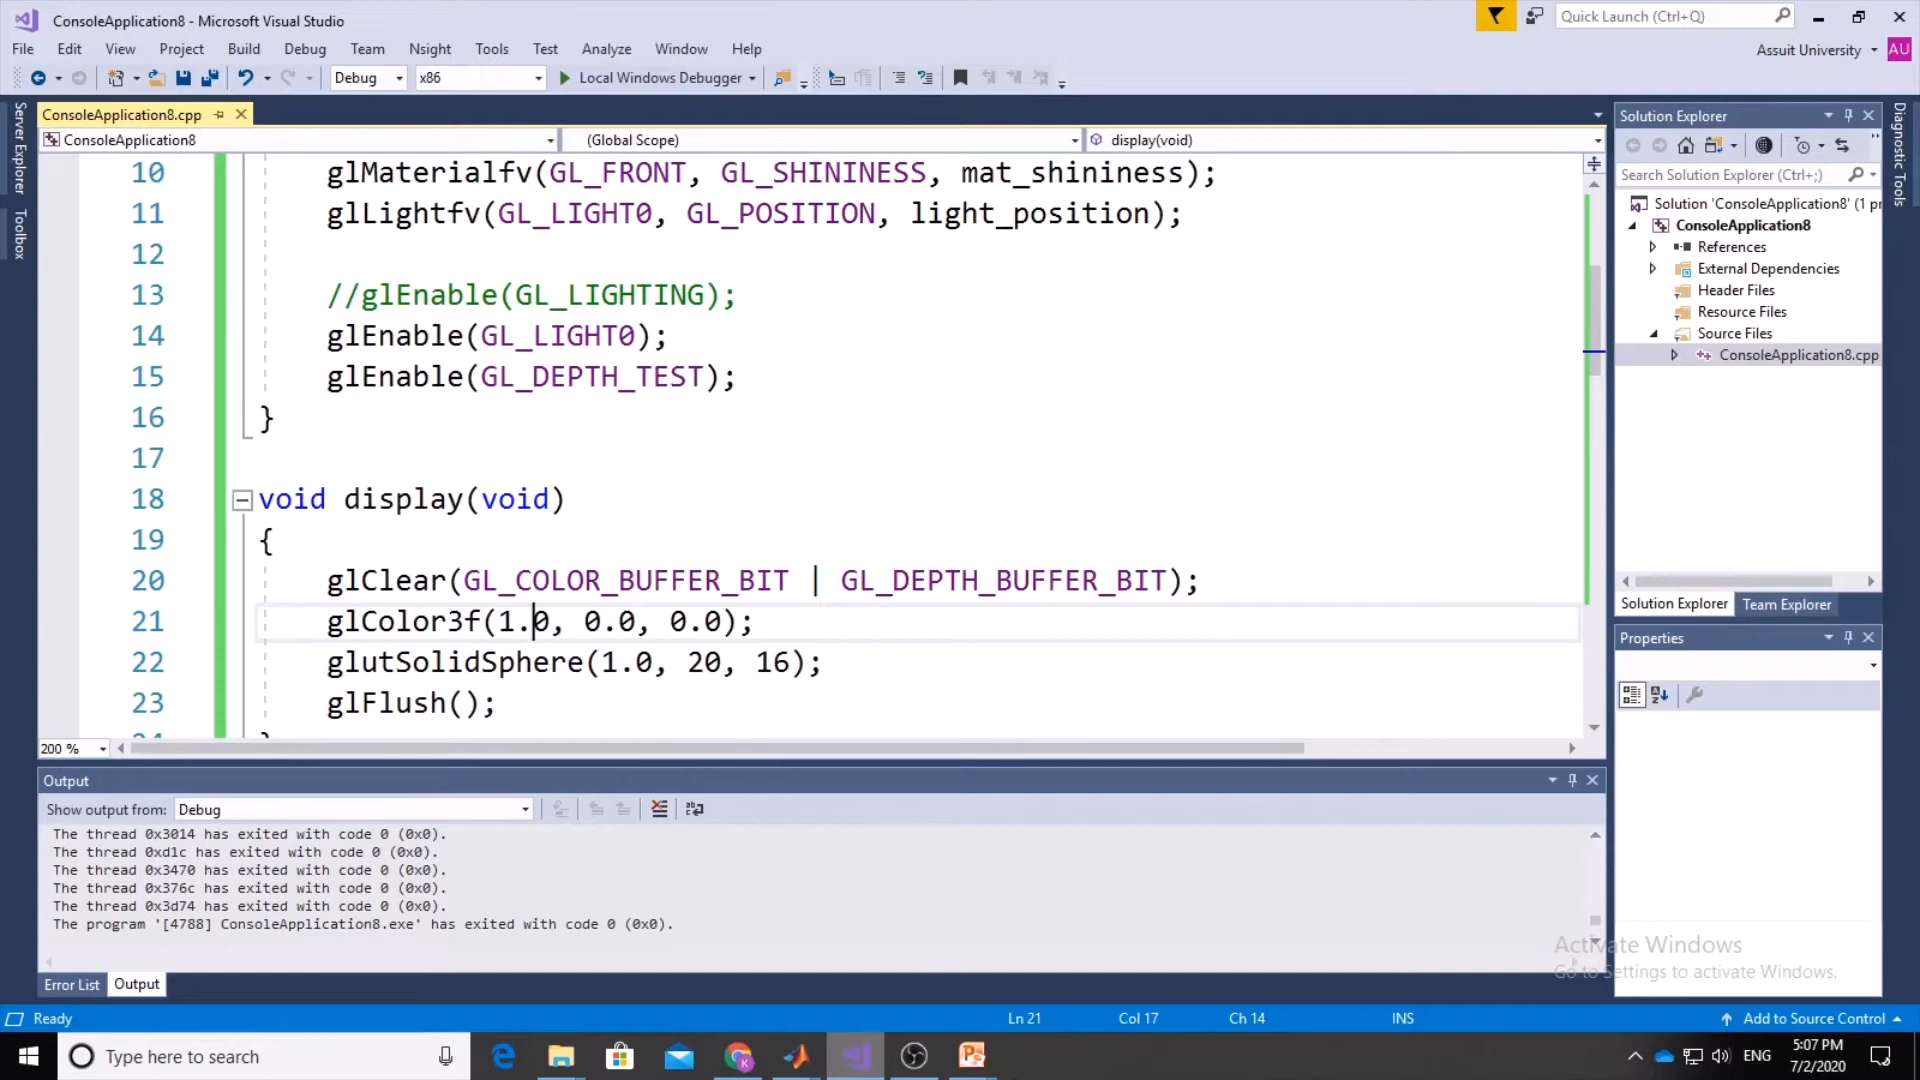 ConsoleApplication8 - Microsoft Visual Studio
Quick Launch (Ctrl+Q)
File Edit View Project Build Debug Team Nsight Tools Test Analyze Window Help
Assuit University AU
Debug x86 Local Windows Debugger
Server Explorer
Toolbox
ConsoleApplication8.cpp
ConsoleApplication8 (Global Scope) display(void)
10 glMaterialfv(GL_FRONT, GL_SHININESS, mat_shininess);
11 glLightfv(GL_LIGHT0, GL_POSITION, light_position);
12
13 //glEnable(GL_LIGHTING);
14 glEnable(GL_LIGHT0);
15 glEnable(GL_DEPTH_TEST);
16 }
17
18 void display(void)
19 {
20 glClear(GL_COLOR_BUFFER_BIT | GL_DEPTH_BUFFER_BIT);
21 glColor3f(1.0, 0.0, 0.0);
22 glutSolidSphere(1.0, 20, 16);
23 glFlush();
200 %
Output
Show output from: Debug
The thread 0x3014 has exited with code 0 (0x0).
The thread 0xd1c has exited with code 0 (0x0).
The thread 0x3470 has exited with code 0 (0x0).
The thread 0x376c has exited with code 0 (0x0).
The thread 0x3d74 has exited with code 0 (0x0).
The program '[4788] ConsoleApplication8.exe' has exited with code 0 (0x0).
Error List Output
Solution Explorer
Search Solution Explorer (Ctrl+;)
Solution 'ConsoleApplication8' (1 pr
ConsoleApplication8
References
External Dependencies
Header Files
Resource Files
Source Files
ConsoleApplication8.cpp
Solution Explorer Team Explorer
Properties
Diagnostic Tools
Activate Windows
Go to Settings to activate Windows.
Ready Ln 21 Col 17 Ch 14 INS Add to Source Control
Type here to search
ENG
5:07 PM
7/2/2020